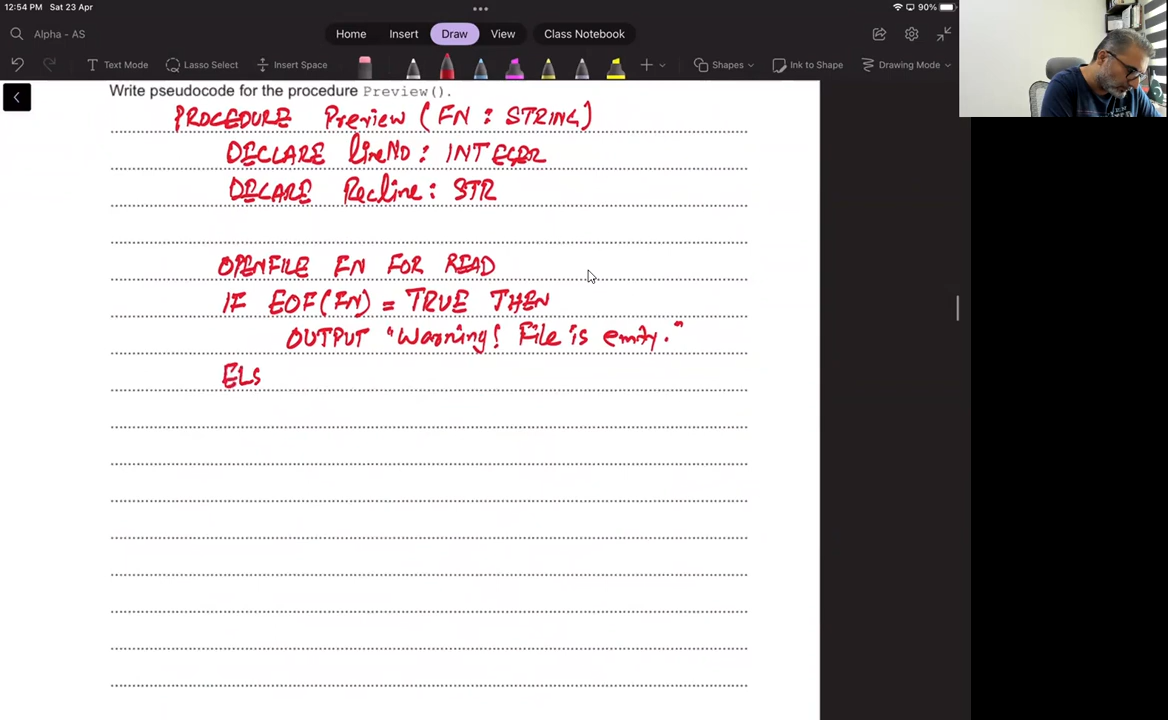 12:54 PM Sat 23 Apr
90%
Alpha - AS
Home Insert Draw View Class Notebook
Text Mode Lasso Select Insert Space Shapes Ink to Shape Drawing Mode
Write pseudocode for the procedure Preview().
PROCEDURE Preview (FN : STRING)
DECLARE lineNo : INTEGER
DECLARE Recline : STR
OPENFILE FN FOR READ
IF EOF(FN) = TRUE THEN
OUTPUT "Warning! File is emty."
ELS